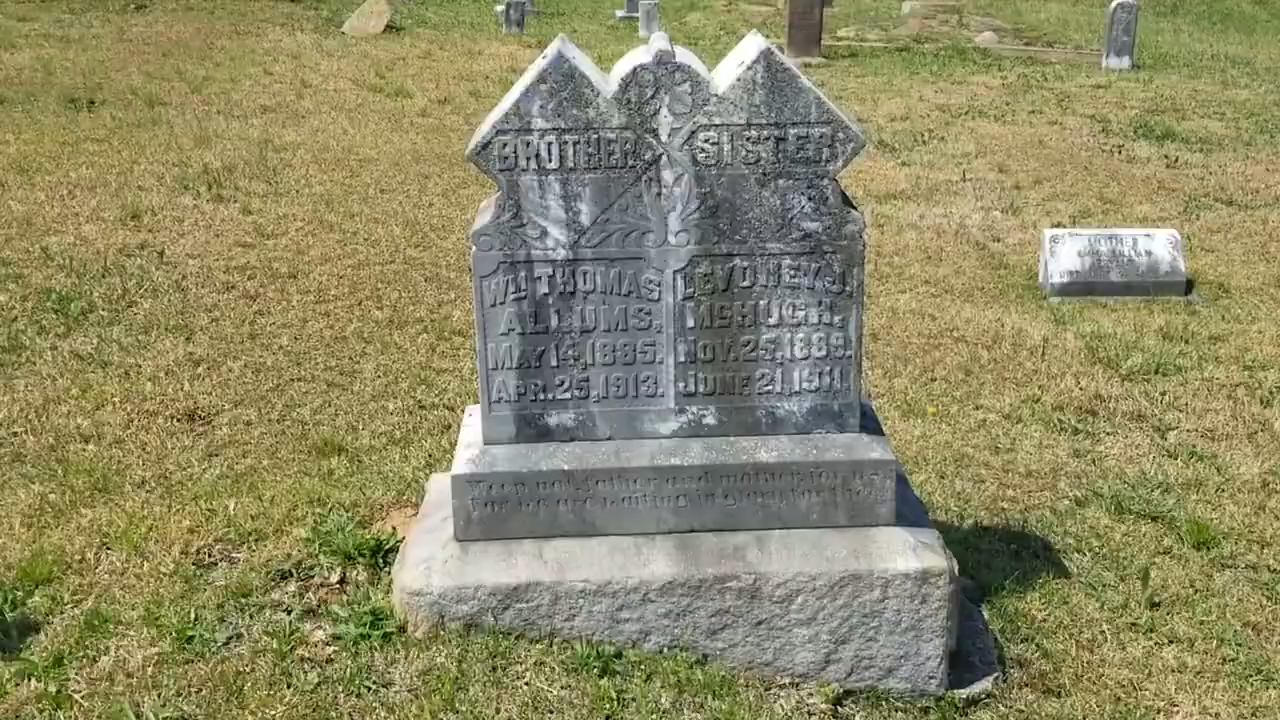 BROTHER
SISTER
WM THOMAS
ALLUMS,
MAY 14, 1885.
APR. 25, 1913.
LEVDNEY J.
McHUGH,
NOV. 25, 1889.
JUNE 21, 1911.
Weep not, father and mother, for us,
For we are waiting in glory for thee
MOTHER